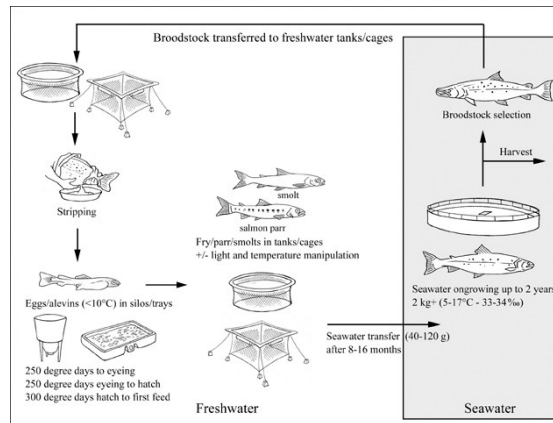 Broodstock transferred to freshwater tanks/cages
Broodstock selection
Harvest
Stripping
smolt
salmon parr
Fry/parr/smolts in tanks/cages
+/- light and temperature manipulation
Eggs/alevins (<10°C) in silos/trays
Seawater ongrowing up to 2 years
2 kg+ (5-17°C - 33-34‰)
Seawater transfer (40-120 g)
after 8-16 months
250 degree days to eyeing
250 degree days eyeing to hatch
300 degree days hatch to first feed
Freshwater
Seawater